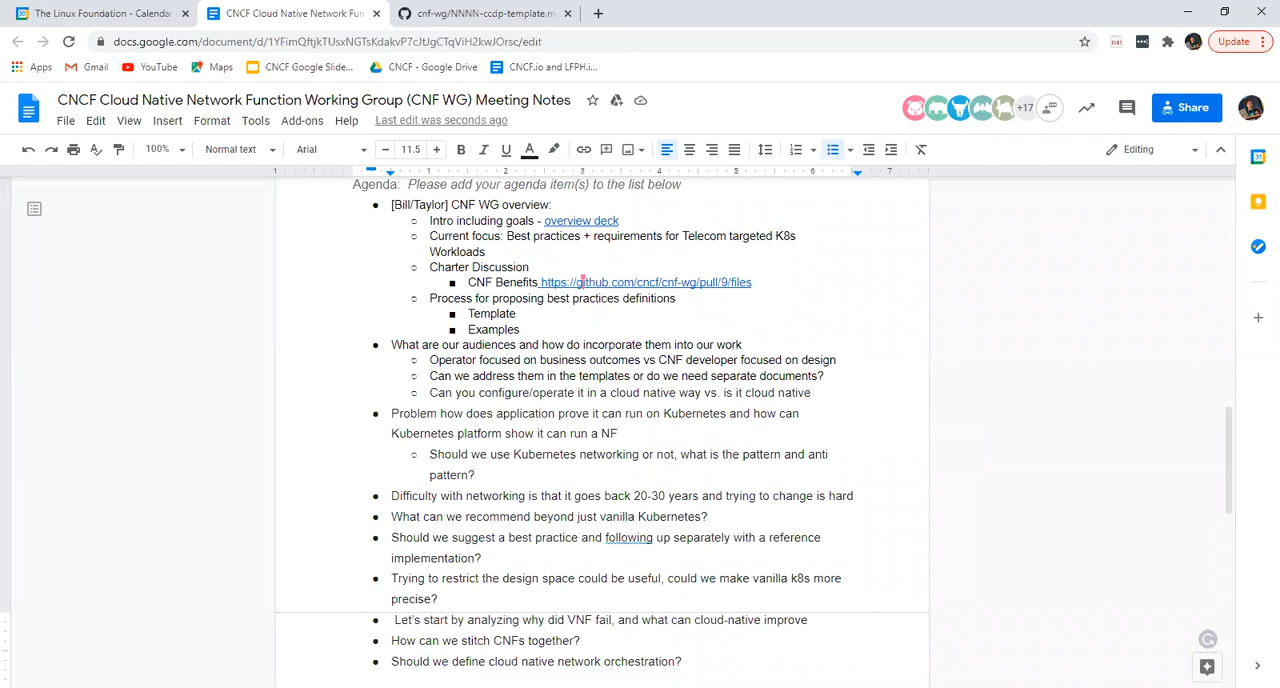 The Linux Foundation - Calenda
CNCF Cloud Native Network Fun
cnf-wg/NNNN-ccdp-template.m
docs.google.com/document/d/1YFimQftjkTUsxNGTsKdakvP7cJtJgCTqViH2kwJOrsc/edit
Update
Apps
Gmail
YouTube
Maps
CNCF Google Slide...
CNCF - Google Drive
CNCF.io and LFPH.i...
CNCF Cloud Native Network Function Working Group (CNF WG) Meeting Notes
File Edit View Insert Format Tools Add-ons Help Last edit was seconds ago
+17
Share
100% Normal text Arial 11.5 B I U A Editing
1 1 2 3 4 5 6 7
Agenda: Please add your agenda item(s) to the list below
[Bill/Taylor] CNF WG overview:
Intro including goals - overview deck
Current focus: Best practices + requirements for Telecom targeted K8s
Workloads
Charter Discussion
CNF Benefits https://github.com/cncf/cnf-wg/pull/9/files
Process for proposing best practices definitions
Template
Examples
What are our audiences and how do incorporate them into our work
Operator focused on business outcomes vs CNF developer focused on design
Can we address them in the templates or do we need separate documents?
Can you configure/operate it in a cloud native way vs. is it cloud native
Problem how does application prove it can run on Kubernetes and how can
Kubernetes platform show it can run a NF
Should we use Kubernetes networking or not, what is the pattern and anti
pattern?
Difficulty with networking is that it goes back 20-30 years and trying to change is hard
What can we recommend beyond just vanilla Kubernetes?
Should we suggest a best practice and following up separately with a reference
implementation?
Trying to restrict the design space could be useful, could we make vanilla k8s more
precise?
Let's start by analyzing why did VNF fail, and what can cloud-native improve
How can we stitch CNFs together?
Should we define cloud native network orchestration?